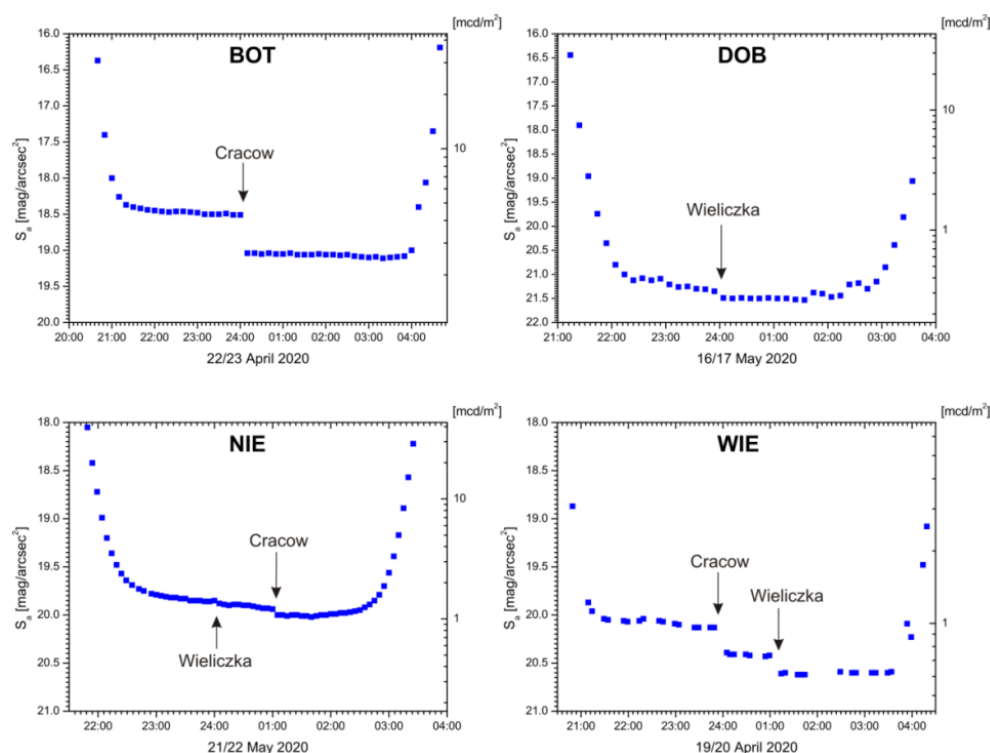 [mcd/m²]
BOT
Cracow
S_a [mag/arcsec²]
16.0
16.5
17.0
17.5
18.0
18.5
19.0
19.5
20.0
10
20:00 21:00 22:00 23:00 24:00 01:00 02:00 03:00 04:00
22/23 April 2020
[mcd/m²]
DOB
Wieliczka
S_a [mag/arcsec²]
16.0
16.5
17.0
17.5
18.0
18.5
19.0
19.5
20.0
20.5
21.0
21.5
22.0
10
1
21:00 22:00 23:00 24:00 01:00 02:00 03:00 04:00
16/17 May 2020
[mcd/m²]
NIE
Cracow
Wieliczka
S_a [mag/arcsec²]
18.0
18.5
19.0
19.5
20.0
20.5
21.0
10
1
22:00 23:00 24:00 01:00 02:00 03:00 04:00
21/22 May 2020
[mcd/m²]
WIE
Cracow
Wieliczka
S_a [mag/arcsec²]
18.0
18.5
19.0
19.5
20.0
20.5
21.0
1
21:00 22:00 23:00 24:00 01:00 02:00 03:00 04:00
19/20 April 2020